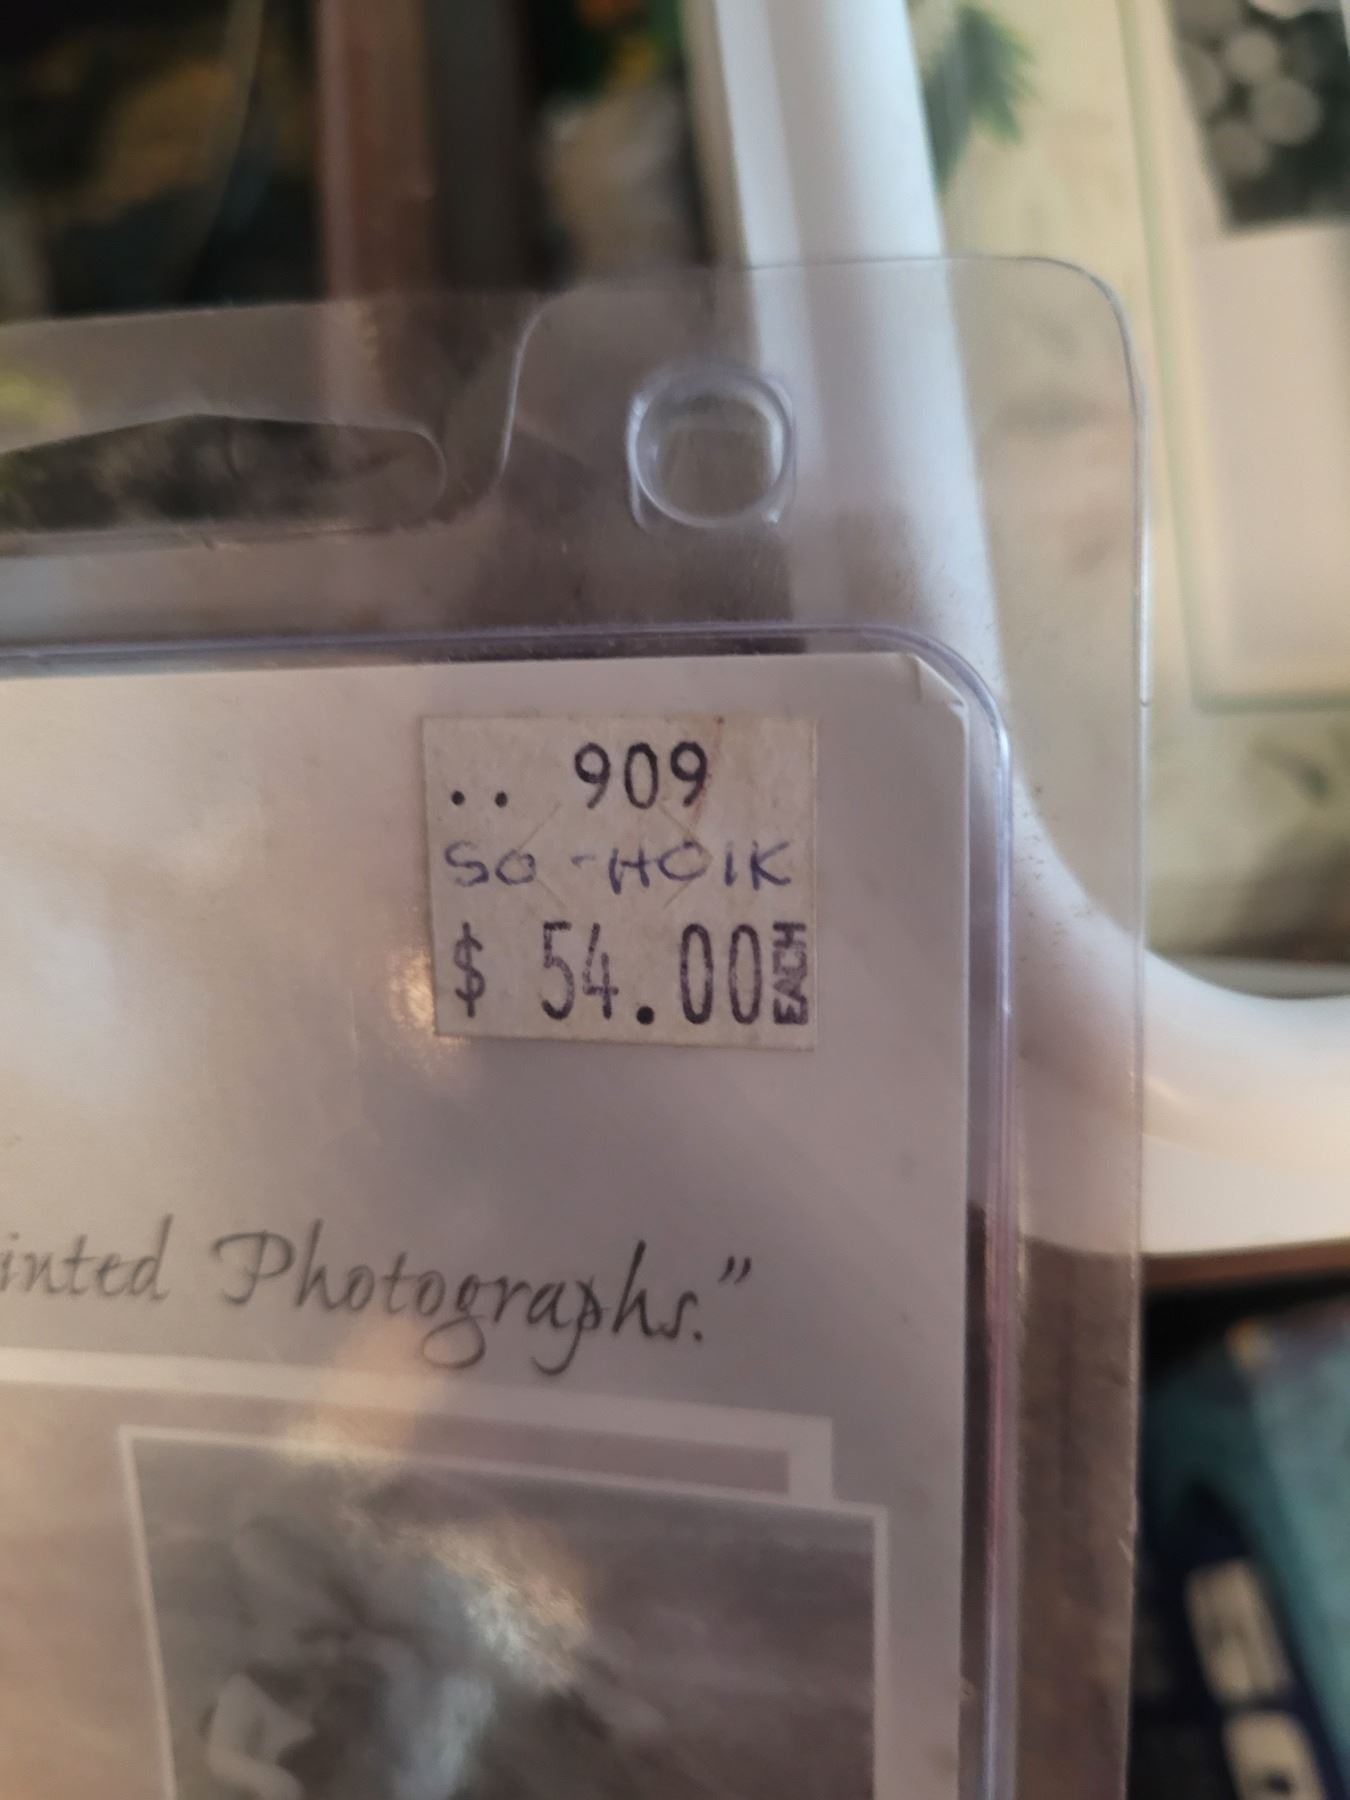 .. 909
SO-HOIK
$ 54.00 EACH
inted Photographs.”